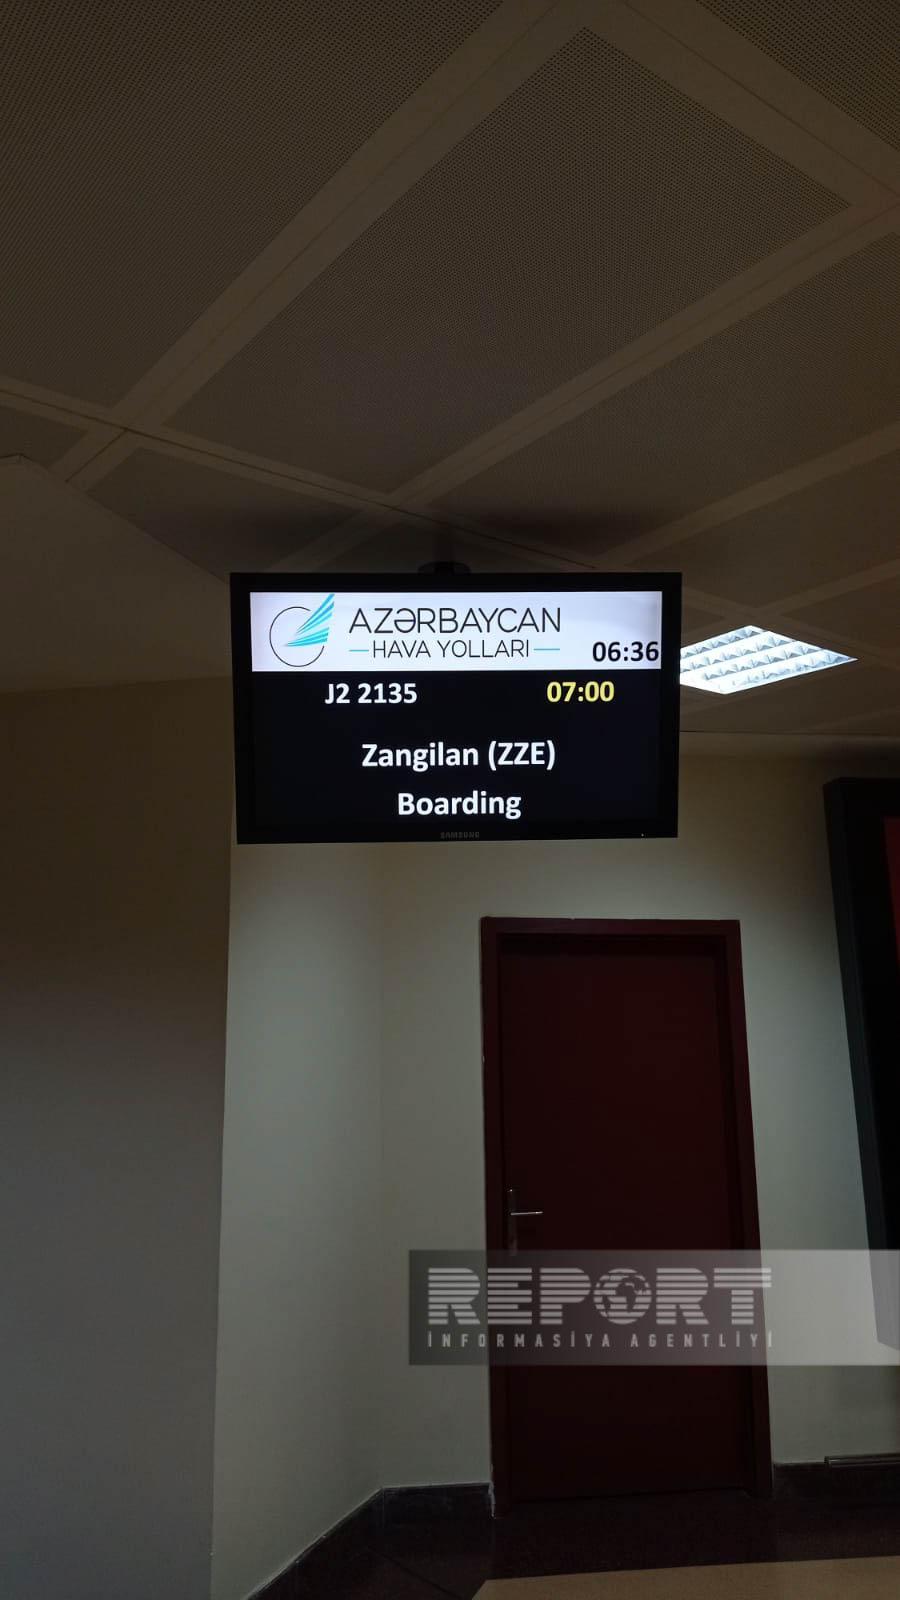 AZƏRBAYCAN
HAVA YOLLARI
06:36
J2 2135 07:00
Zangilan (ZZE)
Boarding
SAMSUNG
REPORT
İNFORMASİYA AGENTLİYİ